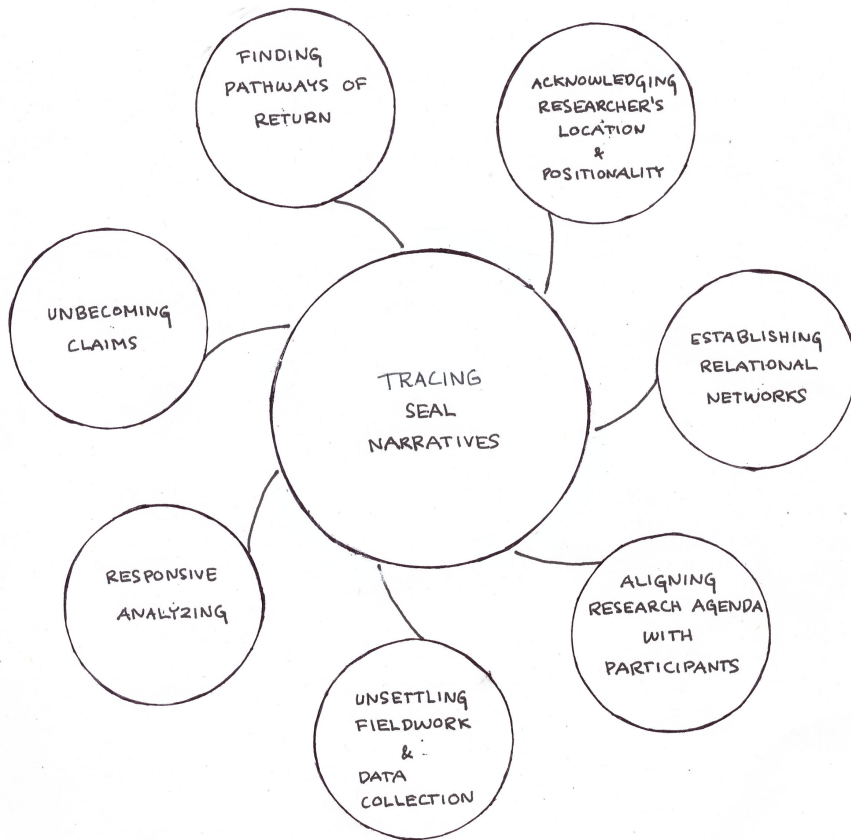 FINDING
PATHWAYS OF
RETURN
ACKNOWLEDGING
RESEARCHER'S
LOCATION
&
POSITIONALITY
UNBECOMING
CLAIMS
TRACING
SEAL
NARRATIVES
ESTABLISHING
RELATIONAL
NETWORKS
RESPONSIVE
ANALYZING
ALIGNING
RESEARCH AGENDA
WITH
PARTICIPANTS
UNSETTLING
FIELDWORK
&
DATA
COLLECTION